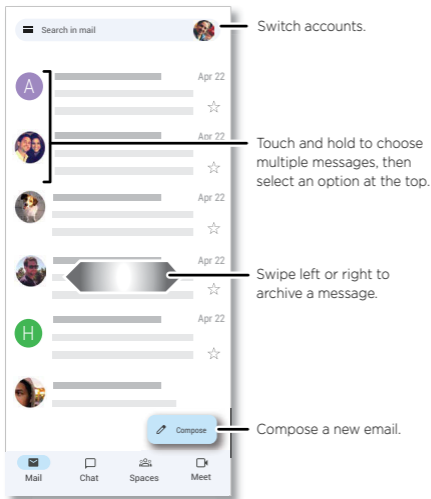 Search in mail
Switch accounts.
A
Apr 22
Apr 22
Touch and hold to choose
multiple messages, then
select an option at the top.
Apr 22
Apr 22
Swipe left or right to
archive a message.
H
Apr 22
Compose
Compose a new email.
Mail Chat Spaces Meet